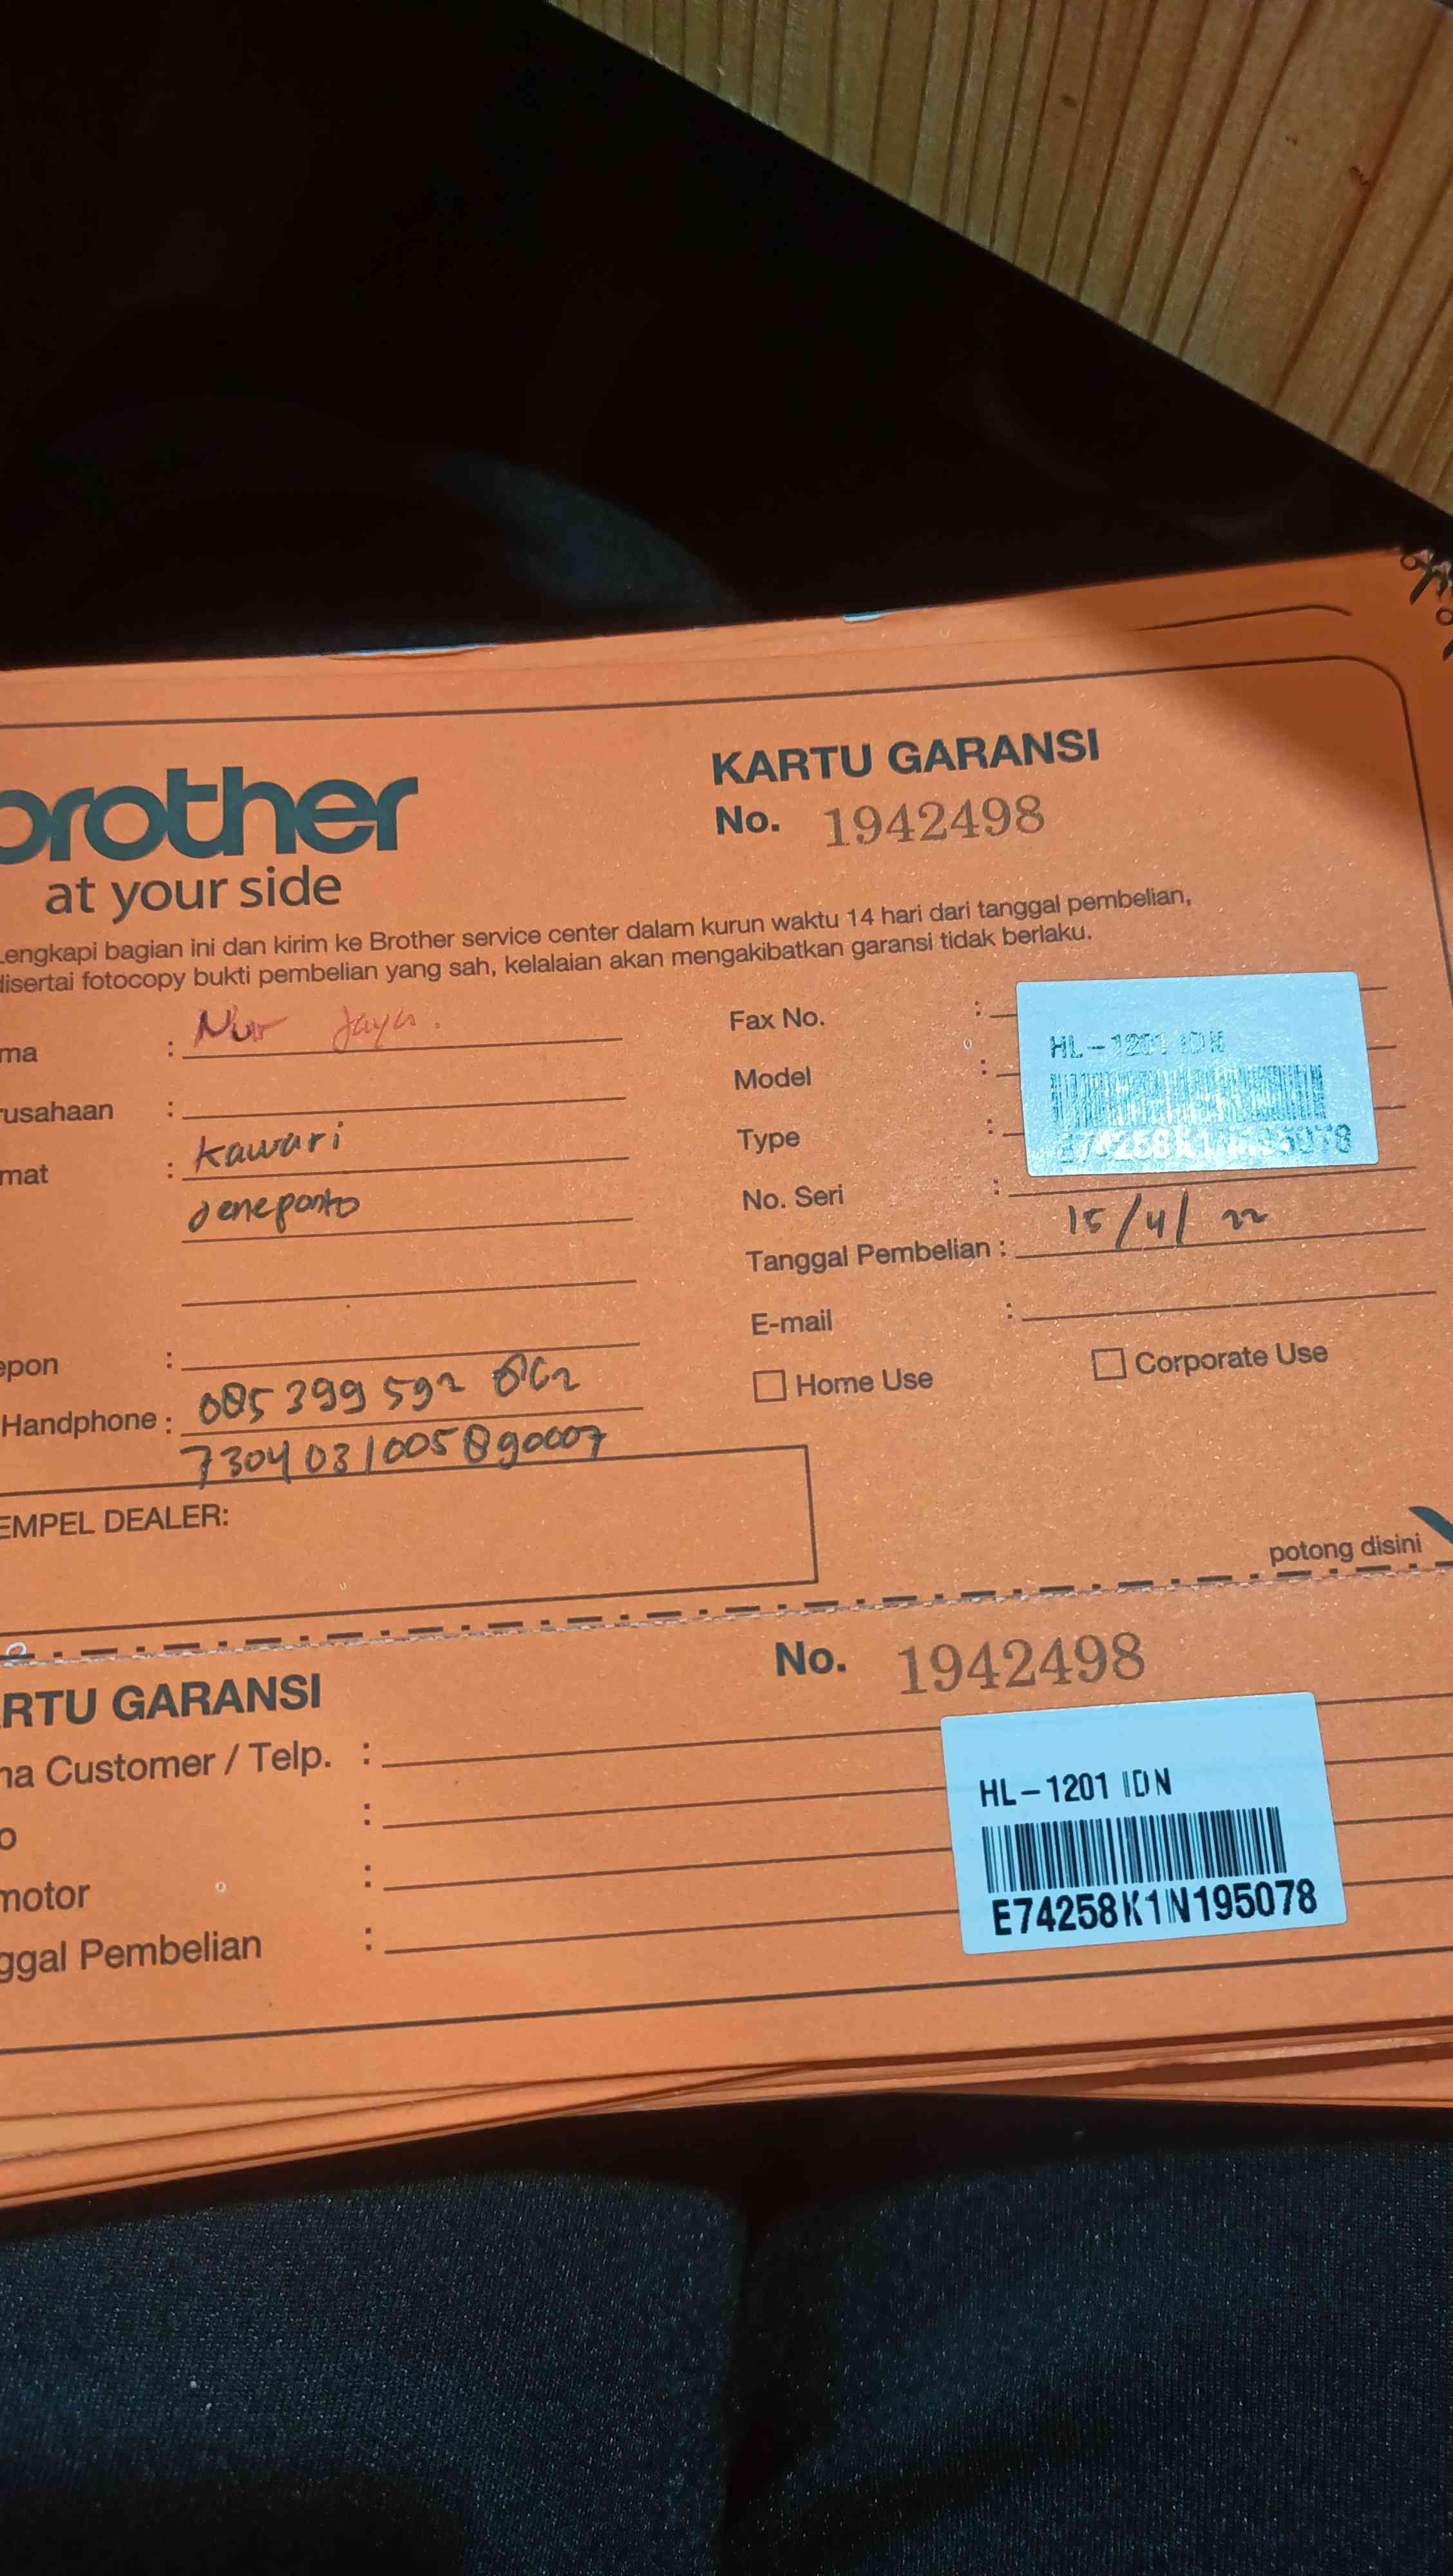 brother
at your side
KARTU GARANSI
No. 1942498
Lengkapi bagian ini dan kirim ke Brother service center dalam kurun waktu 14 hari dari tanggal pembelian,
disertai fotocopy bukti pembelian yang sah, kelalaian akan mengakibatkan garansi tidak berlaku.
ma : Nur Jaya.
rusahaan :
mat : kawari
Jeneponto
epon :
Handphone : 085 399 592 062
7304031005890007
EMPEL DEALER:
Fax No. :
Model :
Type :
No. Seri :
HL-1201 IDN
E74258K1N195078
Tanggal Pembelian : 15/4/22
E-mail :
Home Use
Corporate Use
potong disini
RTU GARANSI
No. 1942498
na Customer / Telp. :
o :
motor :
ggal Pembelian :
HL-1201 IDN
E74258K1N195078